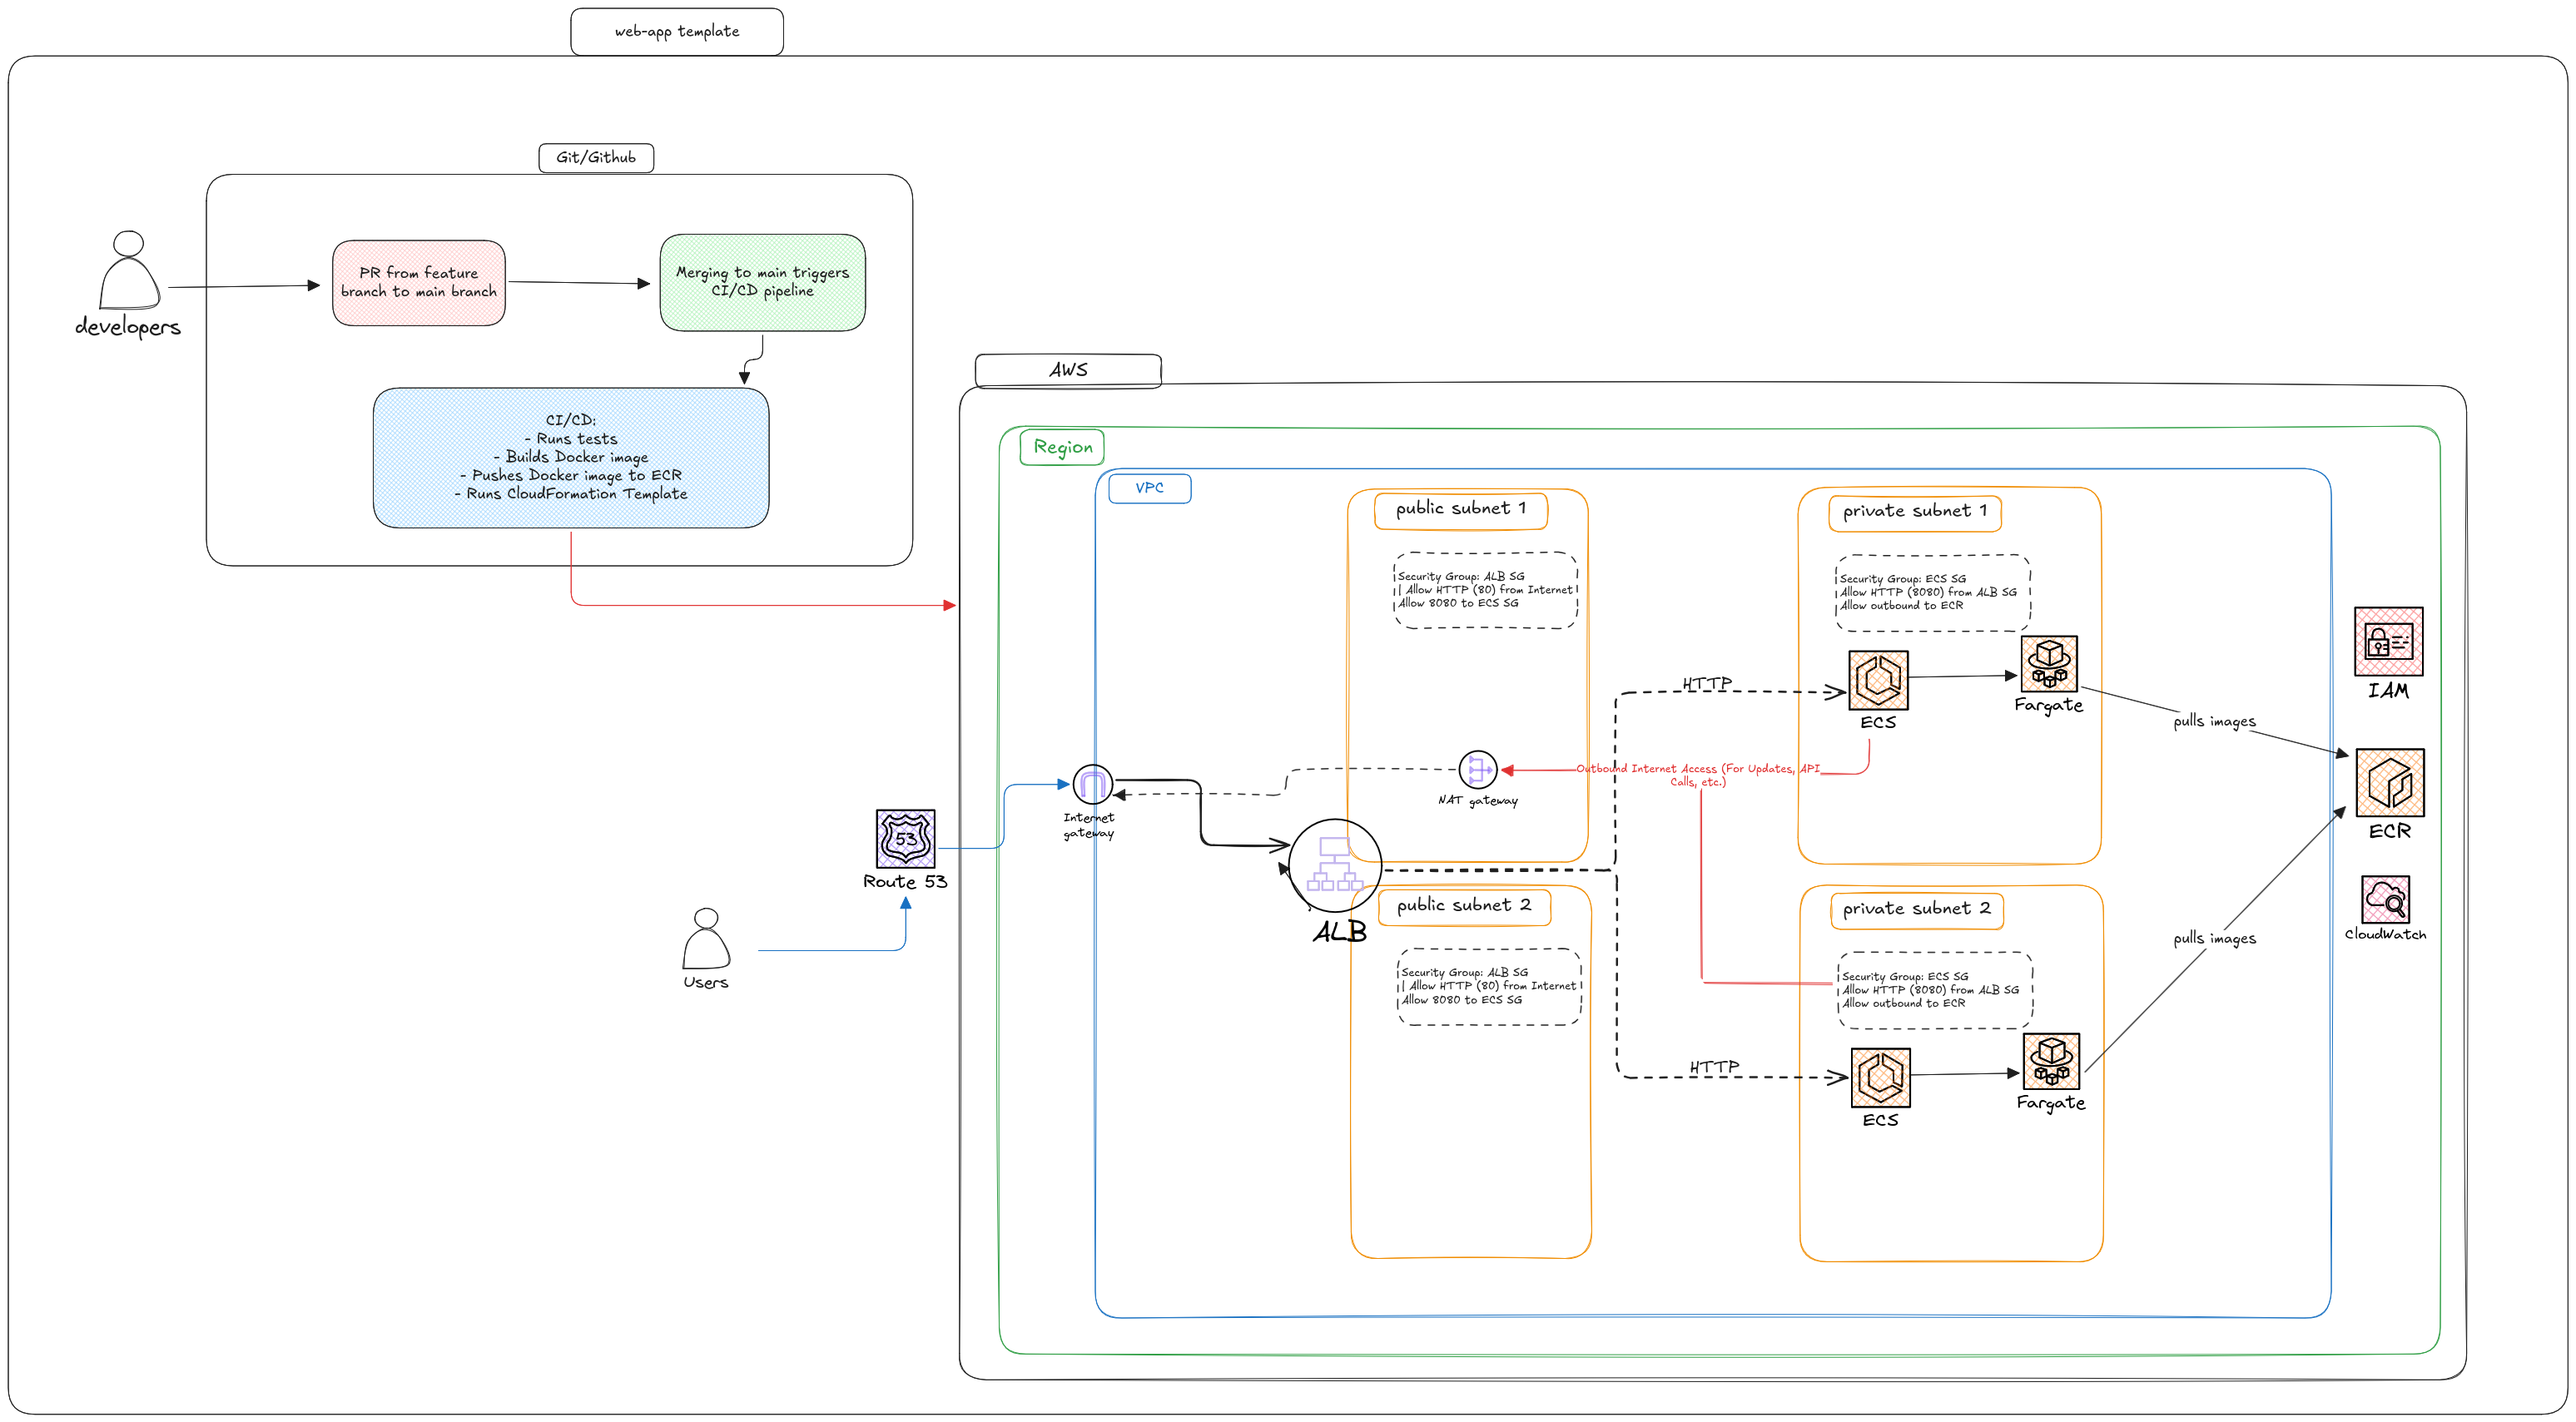 web-app template
Git/Github
PR from feature
branch to main branch
Merging to main triggers
CI/CD pipeline
developers
CI/CD:
- Runs tests
- Builds Docker image
- Pushes Docker image to ECR
- Runs CloudFormation Template
AWS
Region
VPC
public subnet 1
Security Group: ALB SG
| Allow HTTP (80) from Internet
Allow 8080 to ECS SG
private subnet 1
Security Group: ECS SG
Allow HTTP (8080) from ALB SG
Allow outbound to ECR
HTTP
ECS
Fargate
pulls images
IAM
Outbound Internet Access (For Updates, API
Calls, etc.)
NAT gateway
Internet
gateway
ECR
53
Route 53
ALB
public subnet 2
Security Group: ALB SG
| Allow HTTP (80) from Internet
Allow 8080 to ECS SG
private subnet 2
Security Group: ECS SG
Allow HTTP (8080) from ALB SG
Allow outbound to ECR
pulls images
CloudWatch
Users
HTTP
ECS
Fargate